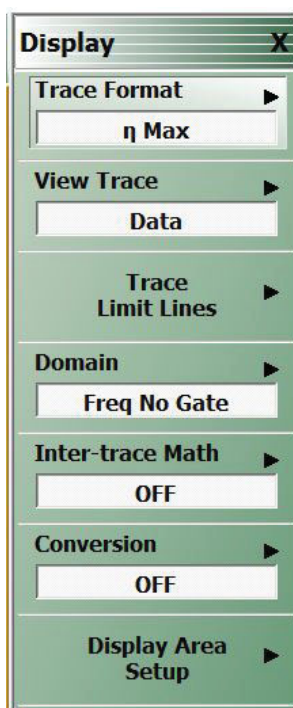 Display X
Trace Format
η Max
View Trace
Data
Trace
Limit Lines
Domain
Freq No Gate
Inter-trace Math
OFF
Conversion
OFF
Display Area
Setup